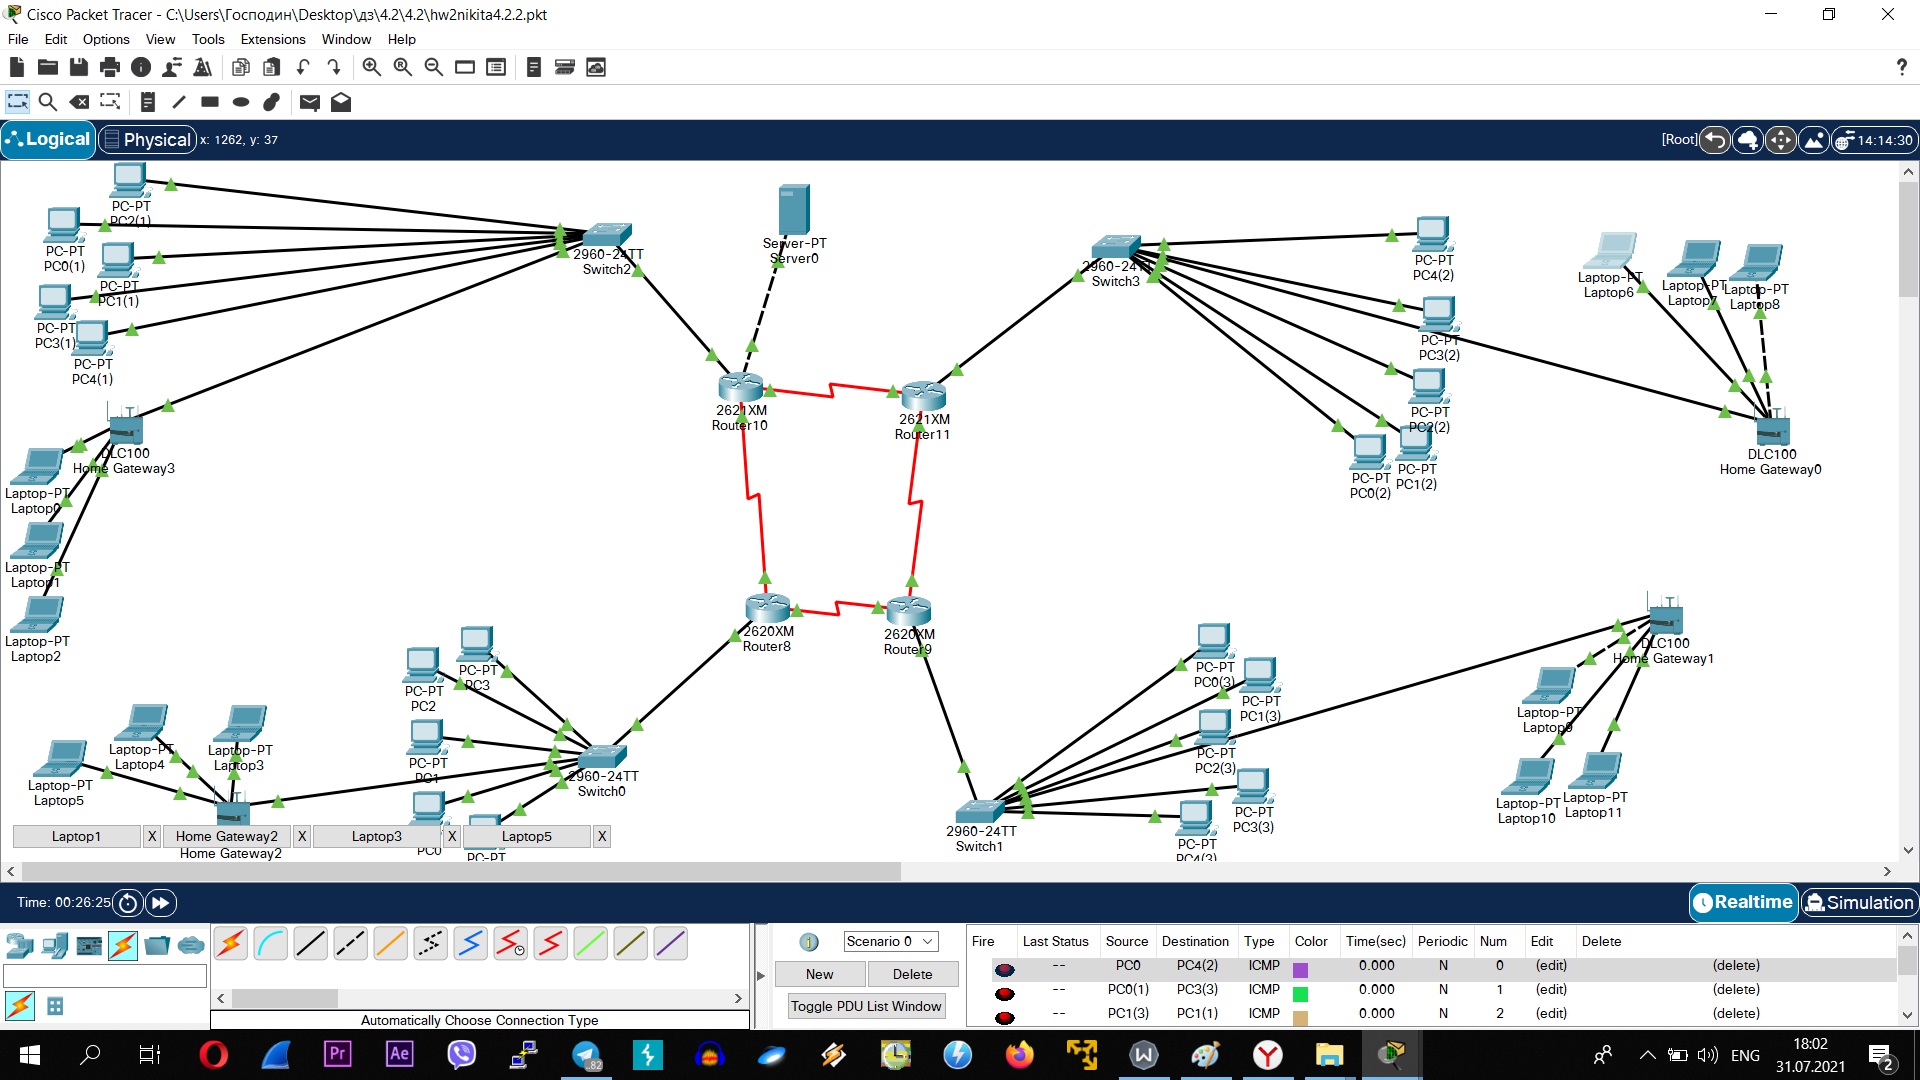 Cisco Packet Tracer - C:\Users\Господин\Desktop\дз\4.2\4.2\hw2nikita4.2.2.pkt
File Edit Options View Tools Extensions Window Help
?
Logical Physical x: 1262, y: 37 [Root] 14:14:30
PC-PT
PC2(1)
PC-PT
PC0(1)
PC-PT
PC1(1)
PC-PT
PC3(1)
PC-PT
PC4(1)
2960-24TT
Switch2
Server-PT
Server0
2960-24TT
Switch3
PC-PT
PC4(2)
PC-PT
PC3(2)
PC-PT
PC2(2)
PC-PT
PC0(2)
PC-PT
PC1(2)
Laptop-PT
Laptop6
Laptop-PT
Laptop7
Laptop-PT
Laptop8
DLC100
Home Gateway0
2621XM
Router10
2621XM
Router11
DLC100
Home Gateway3
Laptop-PT
Laptop0
Laptop-PT
Laptop1
Laptop-PT
Laptop2
2620XM
Router8
2620XM
Router9
DLC100
Home Gateway1
PC-PT
PC3
PC-PT
PC2
PC-PT
PC1
PC0
PC-PT
2960-24TT
Switch0
Laptop-PT
Laptop4
Laptop-PT
Laptop3
Laptop-PT
Laptop5
PC-PT
PC0(3)
PC-PT
PC1(3)
PC-PT
PC2(3)
PC-PT
PC3(3)
PC-PT
PC4(3)
2960-24TT
Switch1
Laptop-PT
Laptop9
Laptop-PT
Laptop10
Laptop-PT
Laptop11
Laptop1 X Home Gateway2 X Laptop3 X Laptop5 X
Home Gateway2
Time: 00:26:25 Realtime Simulation
Scenario 0
New Delete
Toggle PDU List Window
Automatically Choose Connection Type
Fire Last Status Source Destination Type Color Time(sec) Periodic Num Edit Delete
-- PC0 PC4(2) ICMP 0.000 N 0 (edit) (delete)
-- PC0(1) PC3(3) ICMP 0.000 N 1 (edit) (delete)
-- PC1(3) PC1(1) ICMP 0.000 N 2 (edit) (delete)
Pr Ae 82 W Y ENG
18:02
31.07.2021
2